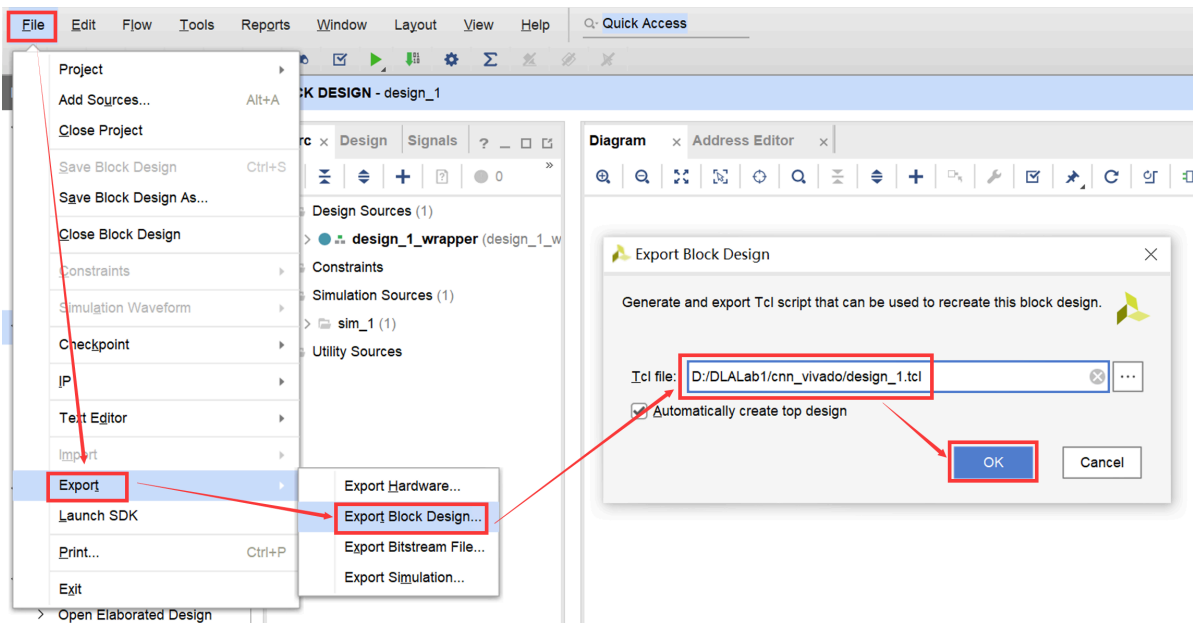 File Edit Flow Tools Reports Window Layout View Help Quick Access
BLOCK DESIGN - design_1
Project
Add Sources... Alt+A
Close Project
Save Block Design Ctrl+S
Save Block Design As...
Close Block Design
Constraints
Simulation Waveform
Checkpoint
IP
Text Editor
Import
Export
Launch SDK
Print... Ctrl+P
Exit
Open Elaborated Design
Export Hardware...
Export Block Design...
Export Bitstream File...
Export Simulation...
rc Design Signals
0
Design Sources (1)
design_1_wrapper (design_1_w
Constraints
Simulation Sources (1)
sim_1 (1)
Utility Sources
Diagram Address Editor
Export Block Design
Generate and export Tcl script that can be used to recreate this block design.
Tcl file: D:/DLALab1/cnn_vivado/design_1.tcl
Automatically create top design
OK Cancel